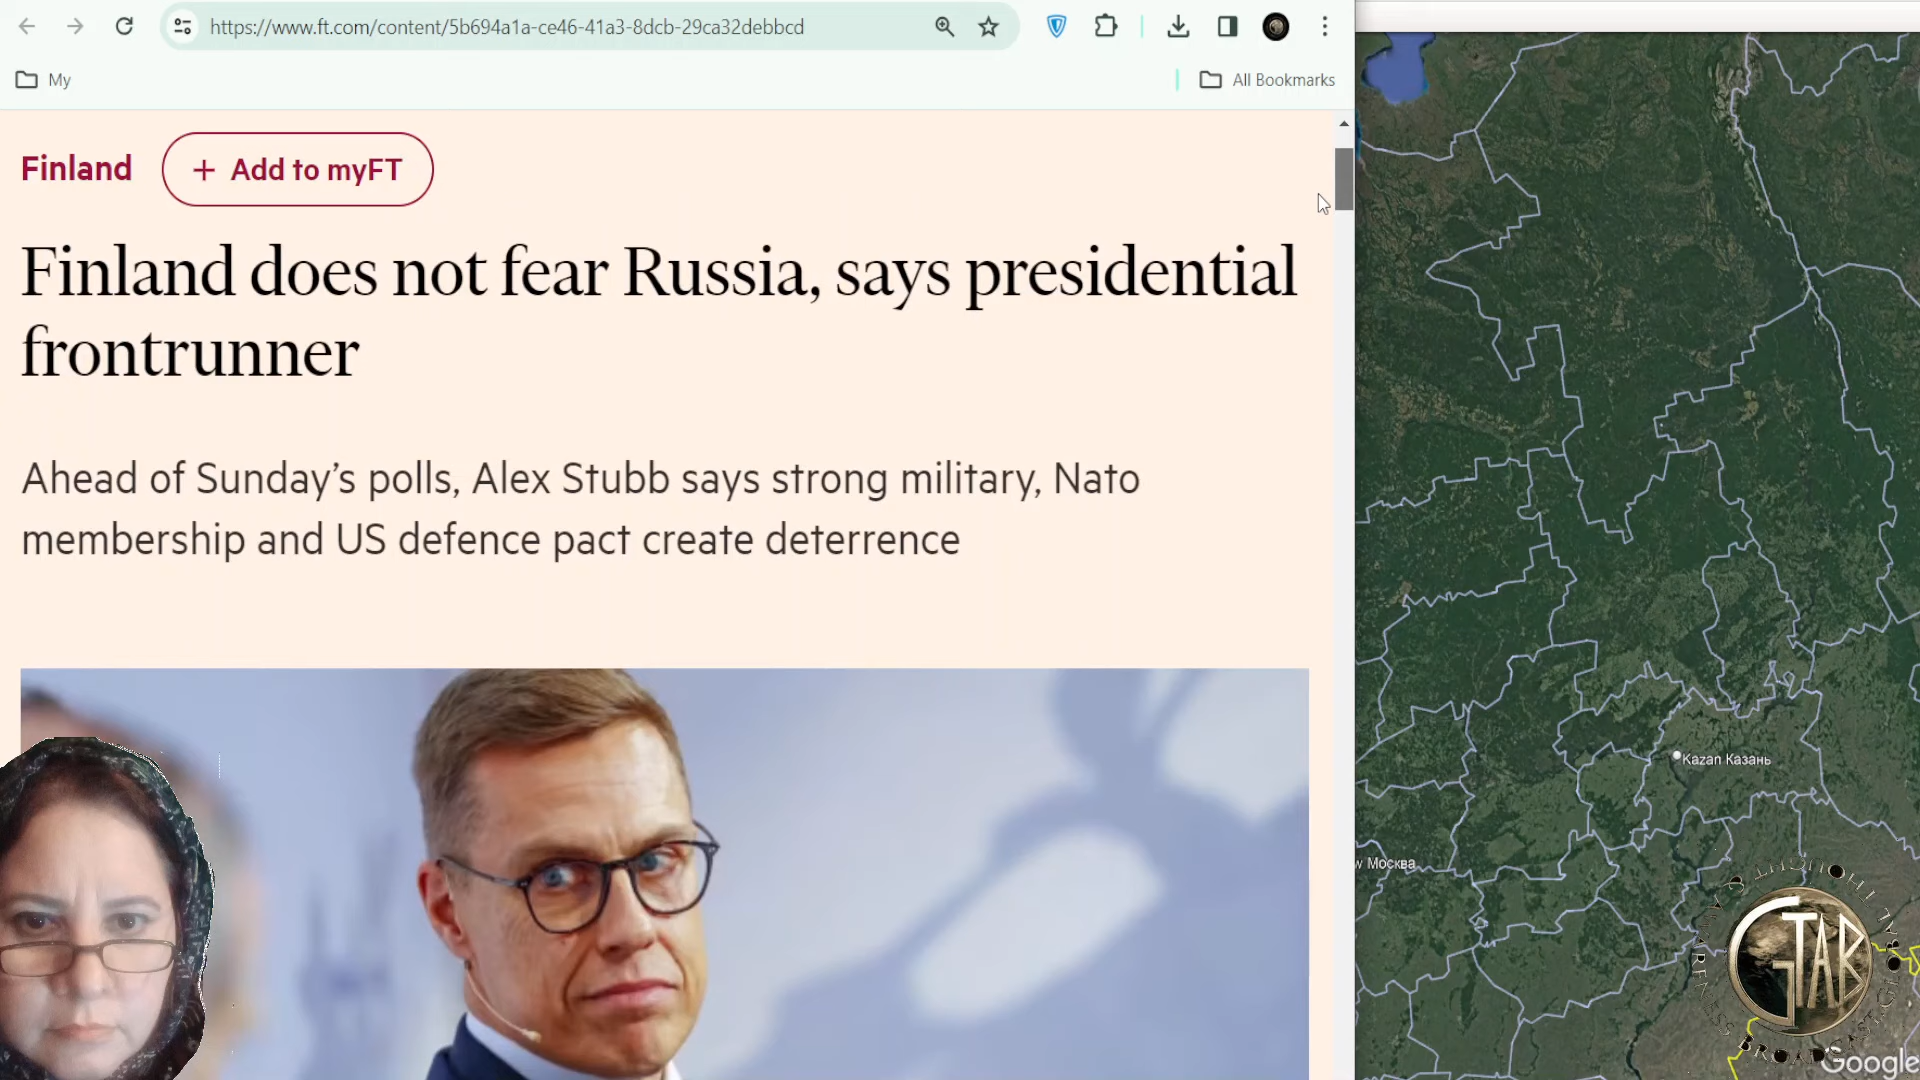 https://www.ft.com/content/5b694a1a-ce46-41a3-8dcb-29ca32debbcd
My
All Bookmarks
Finland
+ Add to myFT
Finland does not fear Russia, says presidential
frontrunner
Ahead of Sunday’s polls, Alex Stubb says strong military, Nato
membership and US defence pact create deterrence
Kazan Казань
w Москва
GTAB
Google